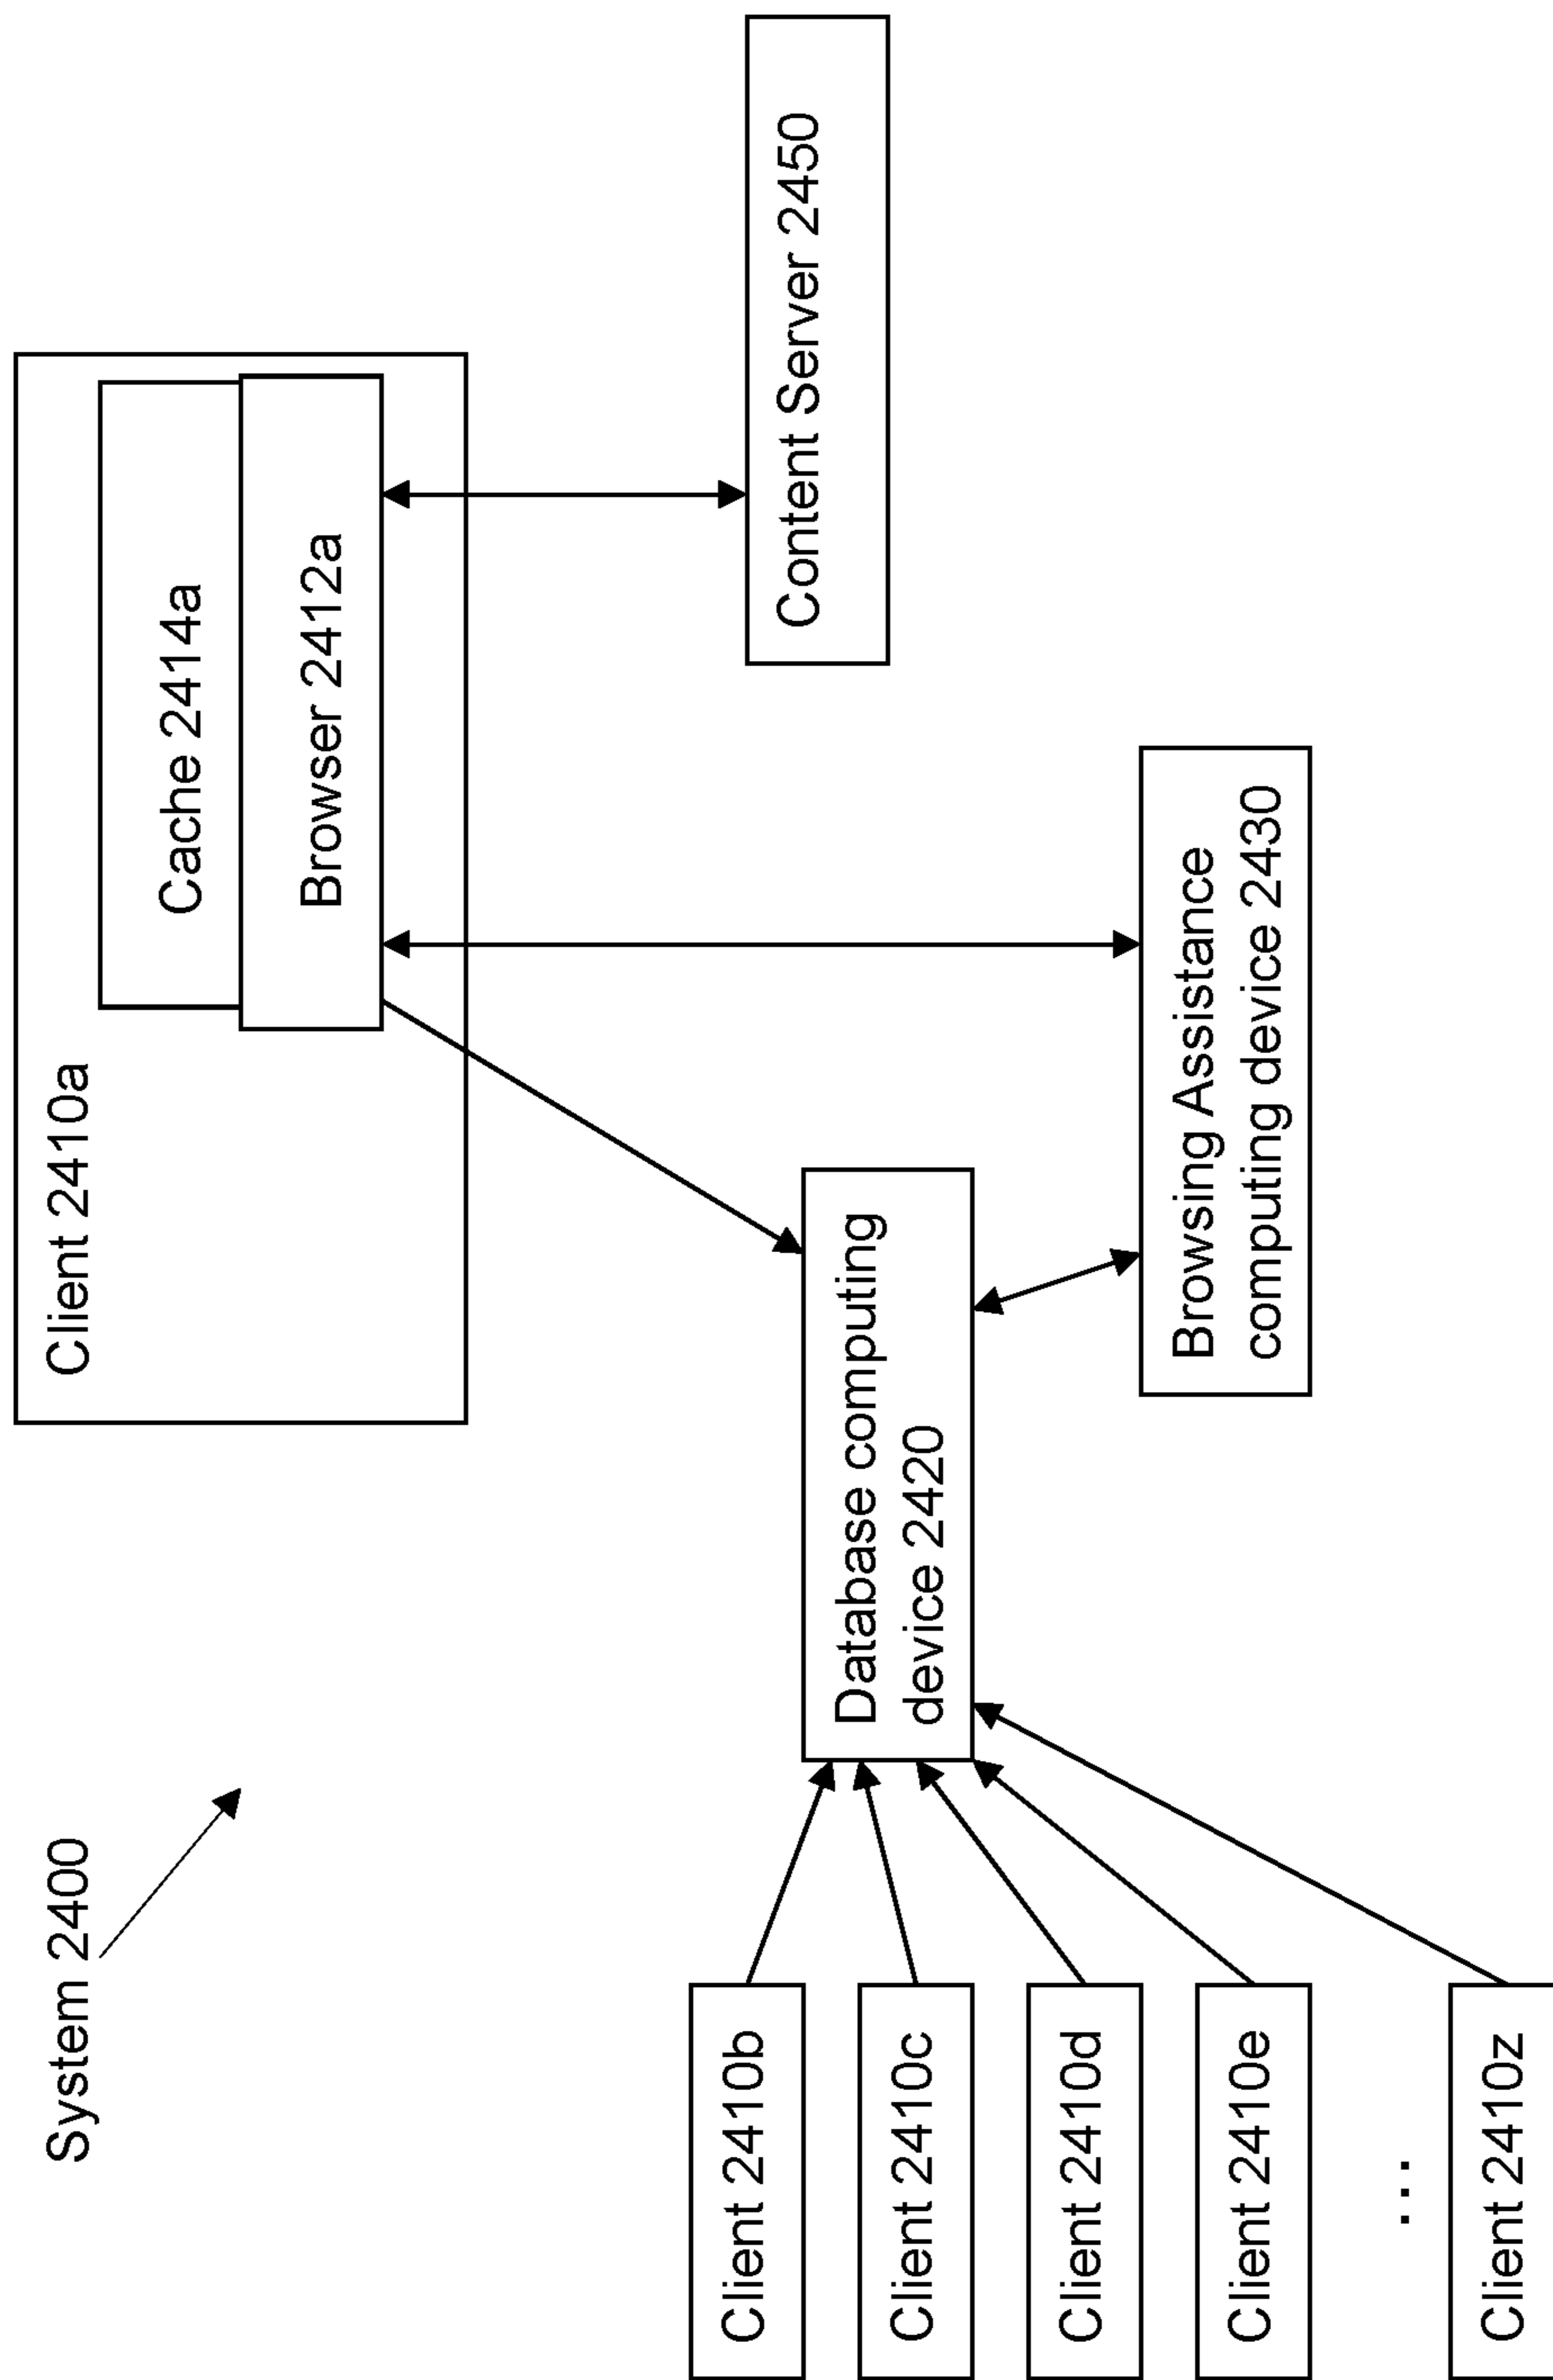 System 2400
Client 2410a
Cache 2414a
Browser 2412a
Client 2410b
Client 2410c
Client 2410d
Client 2410e
...
Client 2410z
Database computing
device 2420
Browsing Assistance
computing device 2430
Content Server 2450